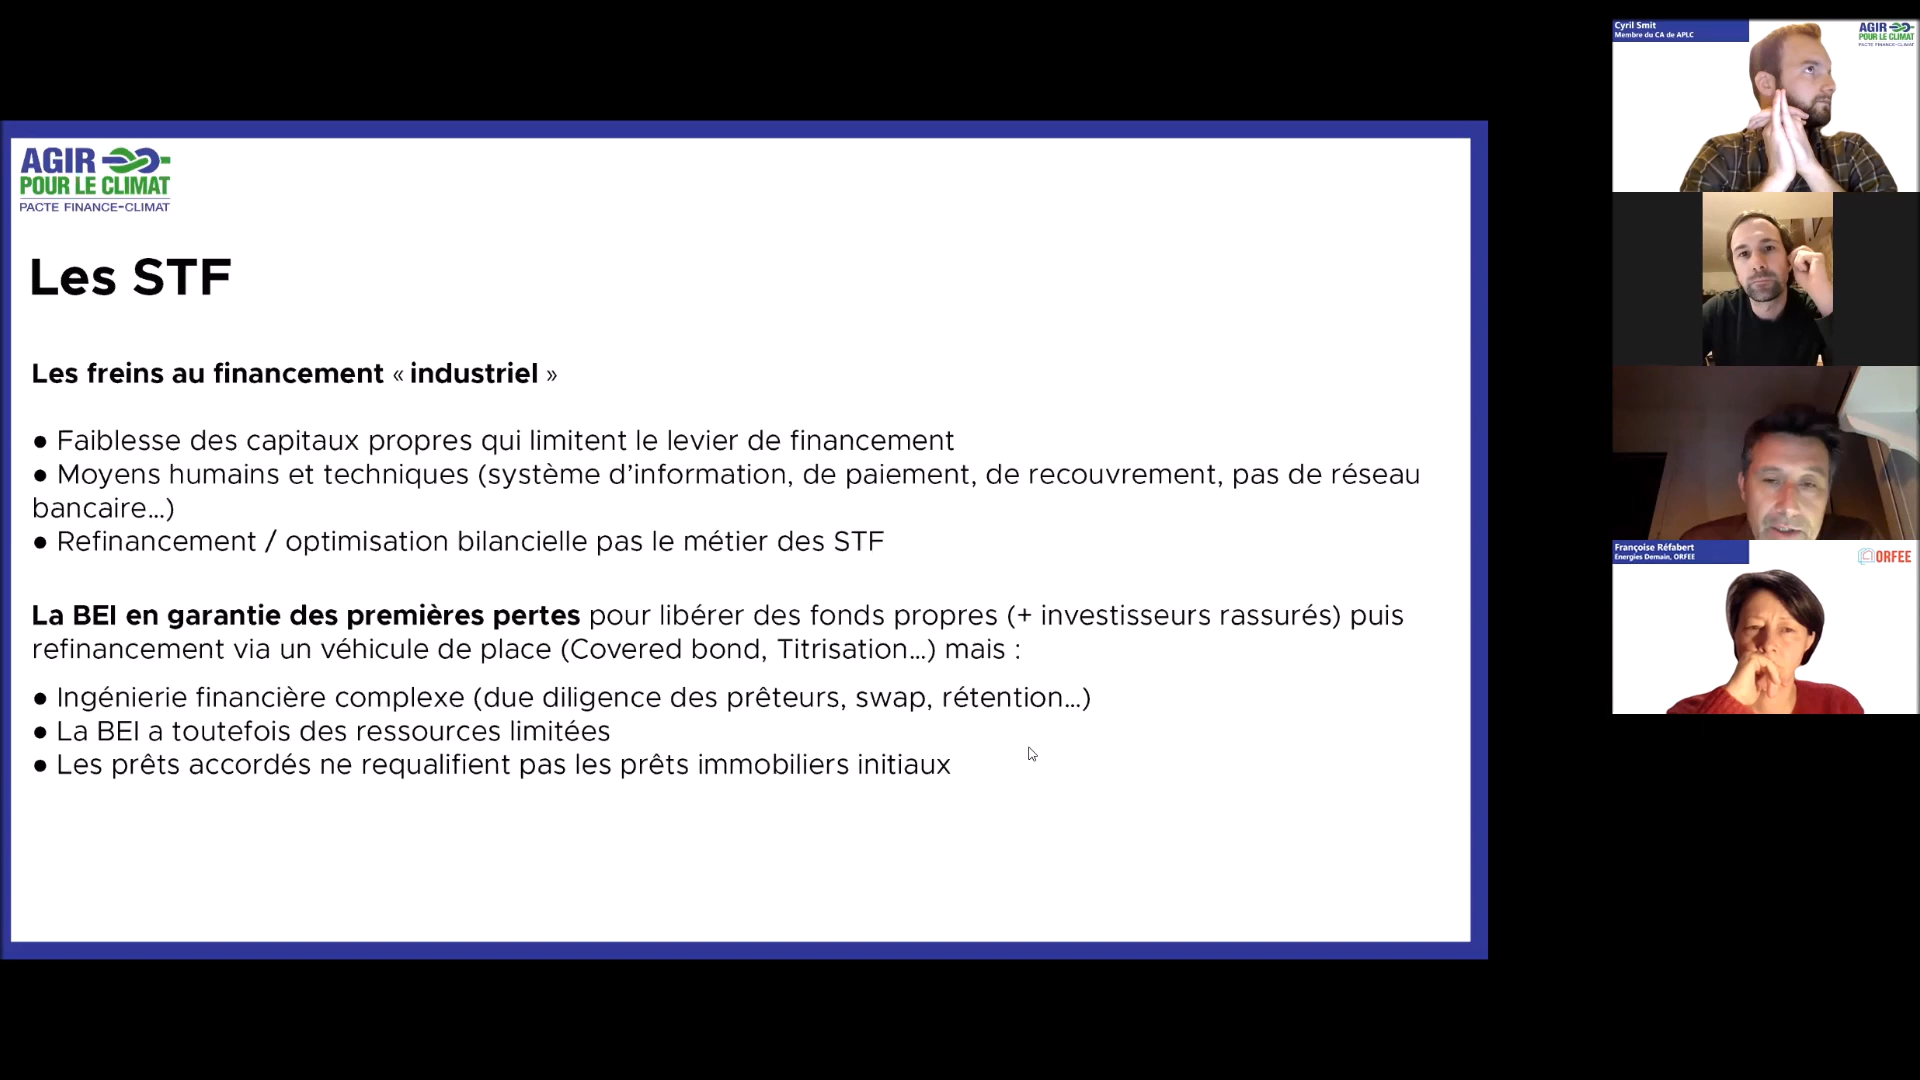 AGIR
POUR LE CLIMAT
PACTE FINANCE-CLIMAT
Les STF
Les freins au financement « industriel »
● Faiblesse des capitaux propres qui limitent le levier de financement
● Moyens humains et techniques (système d’information, de paiement, de recouvrement, pas de réseau
bancaire…)
● Refinancement / optimisation bilancielle pas le métier des STF
La BEI en garantie des premières pertes pour libérer des fonds propres (+ investisseurs rassurés) puis
refinancement via un véhicule de place (Covered bond, Titrisation…) mais :
● Ingénierie financière complexe (due diligence des prêteurs, swap, rétention…)
● La BEI a toutefois des ressources limitées
● Les prêts accordés ne requalifient pas les prêts immobiliers initiaux
Cyril Smit
Membre du CA de APLC
AGIR
POUR LE CLIMAT
PACTE FINANCE-CLIMAT
Françoise Réfabert
Energies Demain, ORFEE
ORFEE